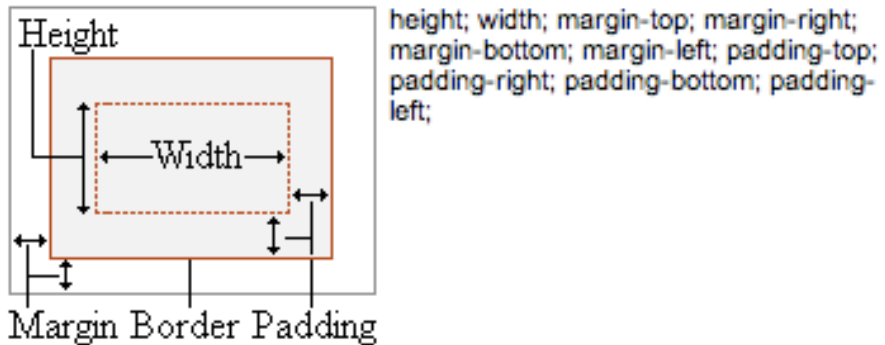 Height
Width
Margin Border Padding
height; width; margin-top; margin-right;
margin-bottom; margin-left; padding-top;
padding-right; padding-bottom; padding-
left;